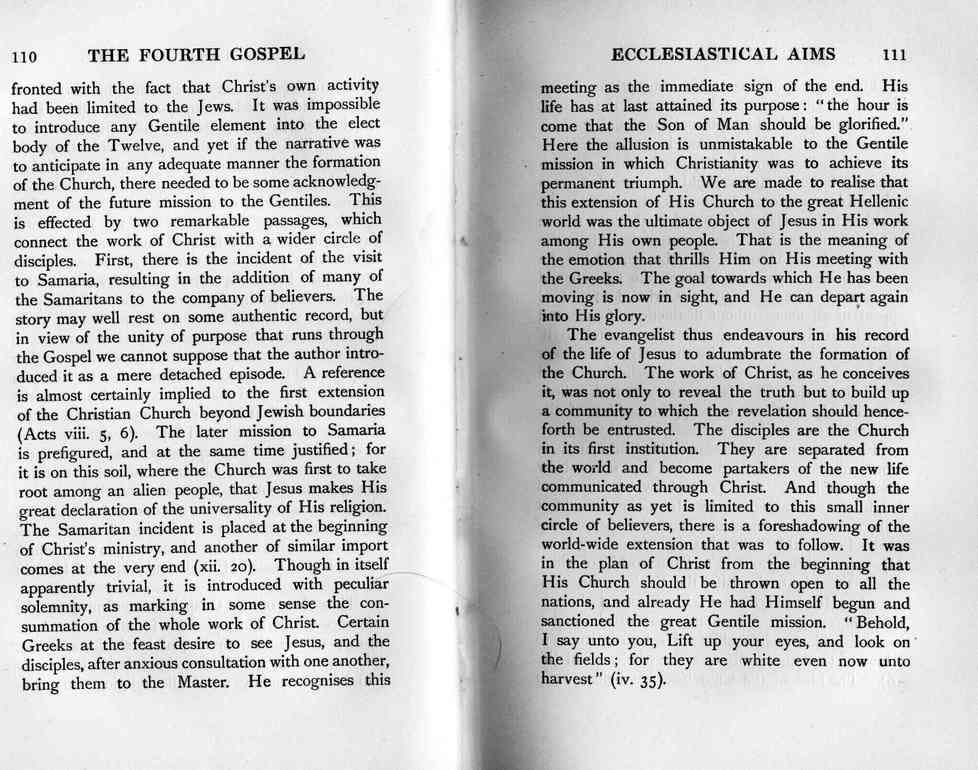 110 THE FOURTH GOSPEL
fronted with the fact that Christ's own activity
had been limited to the Jews. It was impossible
to introduce any Gentile element into the elect
body of the Twelve, and yet if the narrative was
to anticipate in any adequate manner the formation
of the Church, there needed to be some acknowledg-
ment of the future mission to the Gentiles. This
is effected by two remarkable passages, which
connect the work of Christ with a wider circle of
disciples. First, there is the incident of the visit
to Samaria, resulting in the addition of many of
the Samaritans to the company of believers. The
story may well rest on some authentic record, but
in view of the unity of purpose that runs through
the Gospel we cannot suppose that the author intro-
duced it as a mere detached episode. A reference
is almost certainly implied to the first extension
of the Christian Church beyond Jewish boundaries
(Acts viii. 5, 6). The later mission to Samaria
is prefigured, and at the same time justified; for
it is on this soil, where the Church was first to take
root among an alien people, that Jesus makes His
great declaration of the universality of His religion.
The Samaritan incident is placed at the beginning
of Christ's ministry, and another of similar import
comes at the very end (xii. 20). Though in itself
apparently trivial, it is introduced with peculiar
solemnity, as marking in some sense the con-
summation of the whole work of Christ. Certain
Greeks at the feast desire to see Jesus, and the
disciples, after anxious consultation with one another,
bring them to the Master. He recognises this
ECCLESIASTICAL AIMS 111
meeting as the immediate sign of the end. His
life has at last attained its purpose: "the hour is
come that the Son of Man should be glorified."
Here the allusion is unmistakable to the Gentile
mission in which Christianity was to achieve its
permanent triumph. We are made to realise that
this extension of His Church to the great Hellenic
world was the ultimate object of Jesus in His work
among His own people. That is the meaning of
the emotion that thrills Him on His meeting with
the Greeks. The goal towards which He has been
moving is now in sight, and He can depart again
into His glory.
The evangelist thus endeavours in his record
of the life of Jesus to adumbrate the formation of
the Church. The work of Christ, as he conceives
it, was not only to reveal the truth but to build up
a community to which the revelation should hence-
forth be entrusted. The disciples are the Church
in its first institution. They are separated from
the world and become partakers of the new life
communicated through Christ. And though the
community as yet is limited to this small inner
circle of believers, there is a foreshadowing of the
world-wide extension that was to follow. It was
in the plan of Christ from the beginning that
His Church should be thrown open to all the
nations, and already He had Himself begun and
sanctioned the great Gentile mission. "Behold,
I say unto you, Lift up your eyes, and look on
the fields; for they are white even now unto
harvest" (iv. 35).